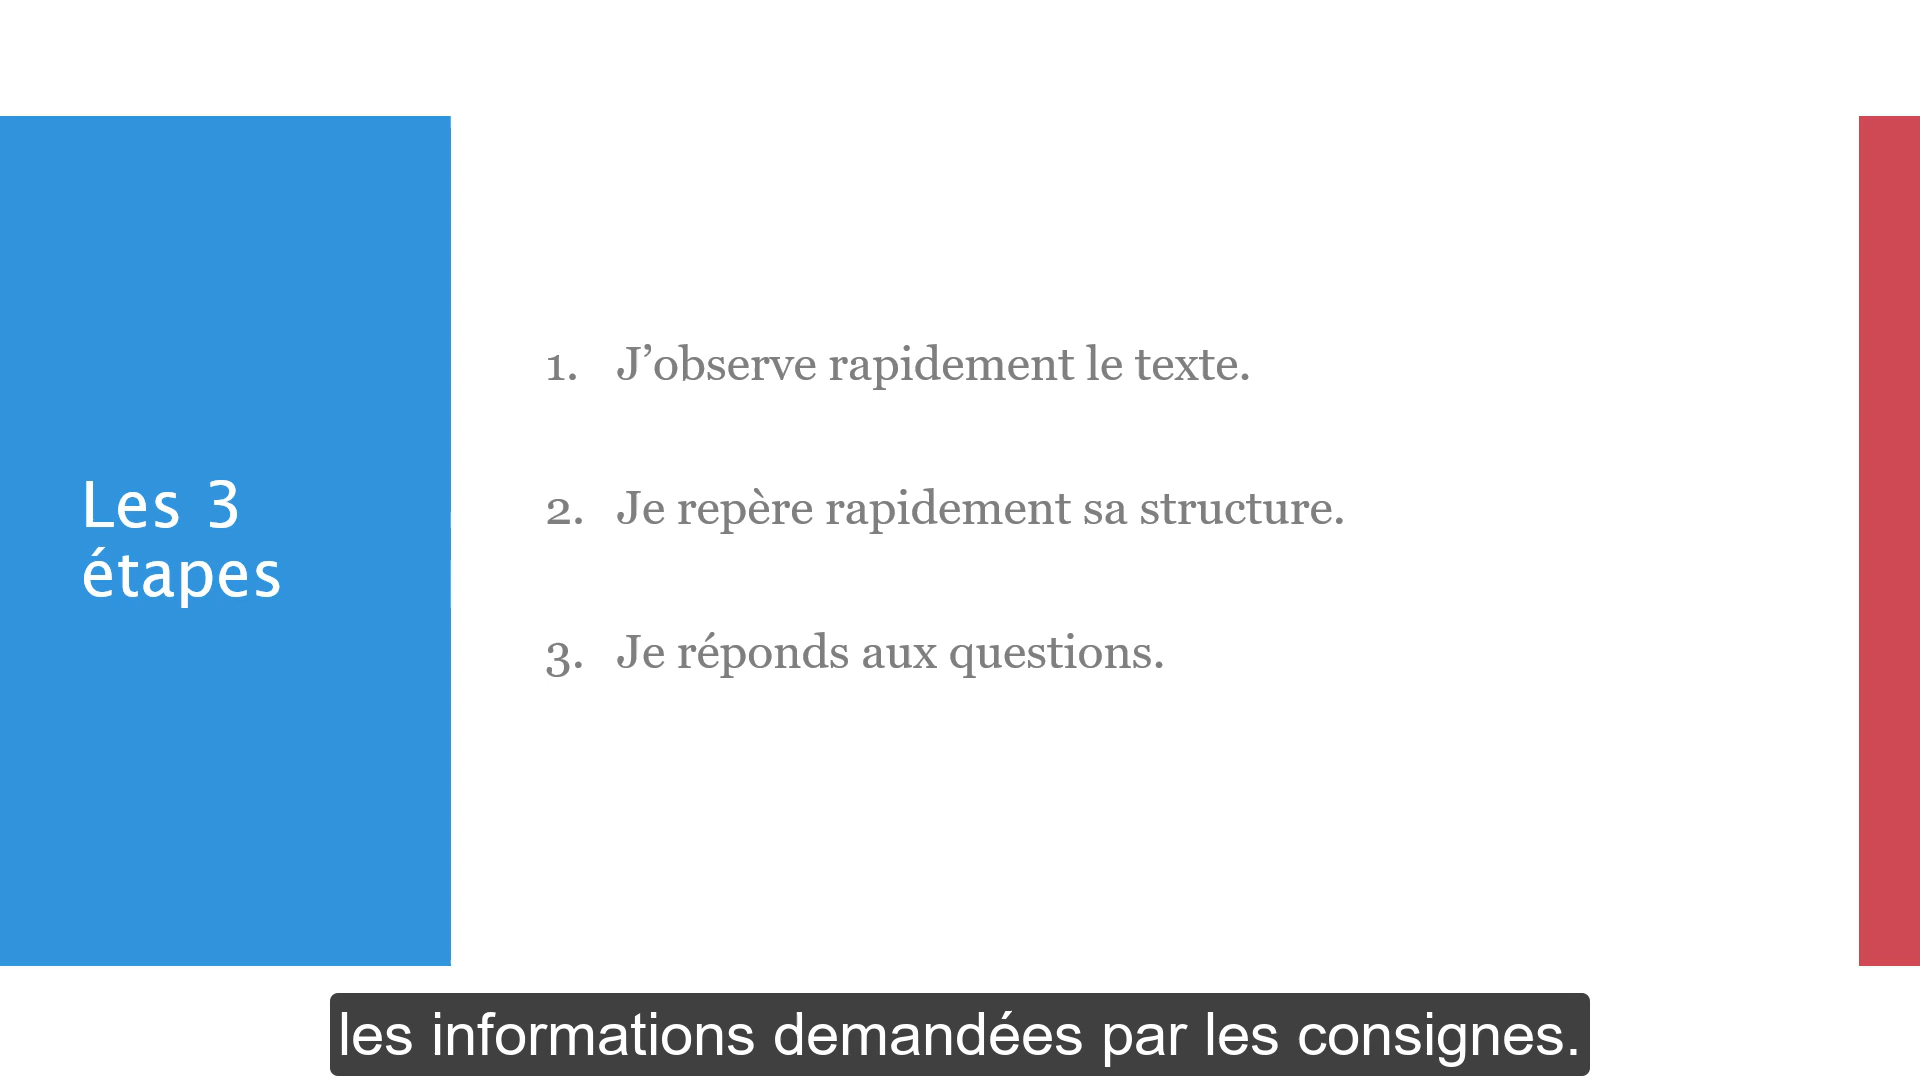 Les 3
étapes
1. J’observe rapidement le texte.
2. Je repère rapidement sa structure.
3. Je réponds aux questions.
les informations demandées par les consignes.